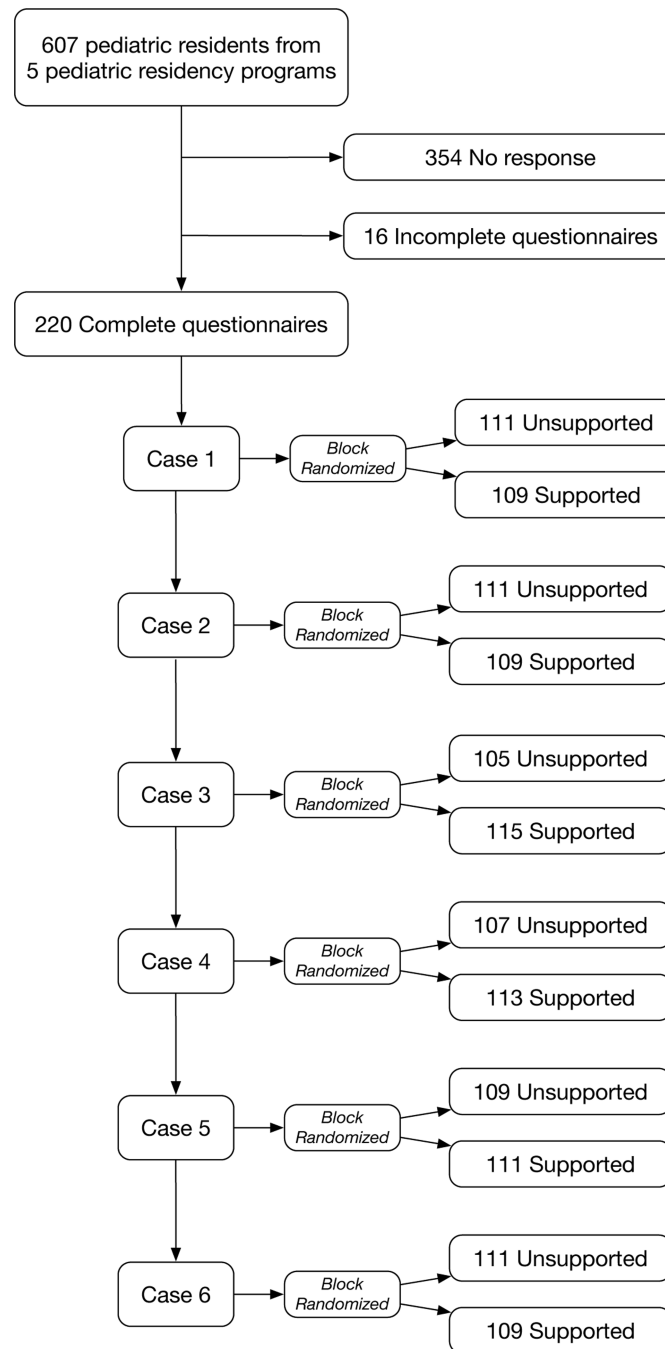 607 pediatric residents from
5 pediatric residency programs
354 No response
16 Incomplete questionnaires
220 Complete questionnaires
Case 1
Block
Randomized
111 Unsupported
109 Supported
Case 2
Block
Randomized
111 Unsupported
109 Supported
Case 3
Block
Randomized
105 Unsupported
115 Supported
Case 4
Block
Randomized
107 Unsupported
113 Supported
Case 5
Block
Randomized
109 Unsupported
111 Supported
Case 6
Block
Randomized
111 Unsupported
109 Supported